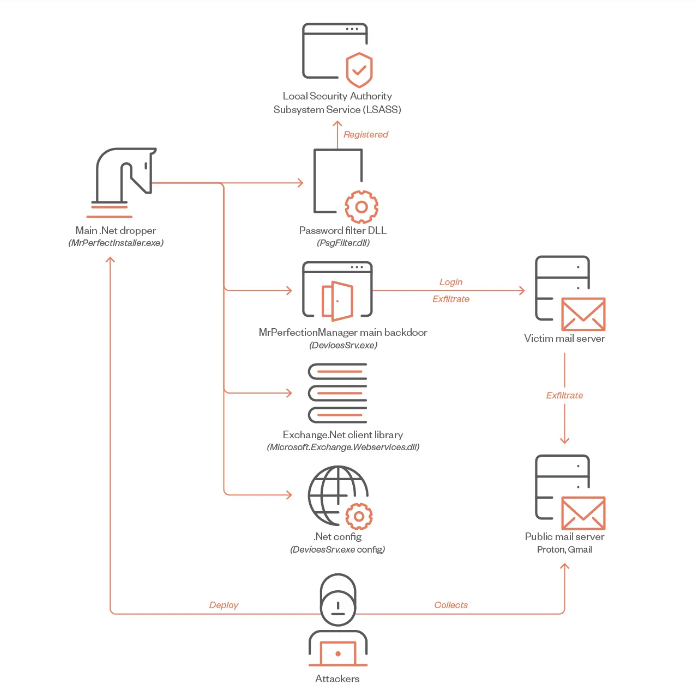 Local Security Authority
Subsystem Service (LSASS)
Registered
Main .Net dropper
(MrPerfectInstaller.exe)
Password filter DLL
(PsgFilter.dll)
Login
Exfiltrate
MrPerfectionManager main backdoor
(DevicesSrv.exe)
Victim mail server
Exfiltrate
Exchange.Net client library
(Microsoft.Exchange.Webservices.dll)
.Net config
(DevicesSrv.exe config)
Public mail server
Proton, Gmail
Deploy
Collects
Attackers